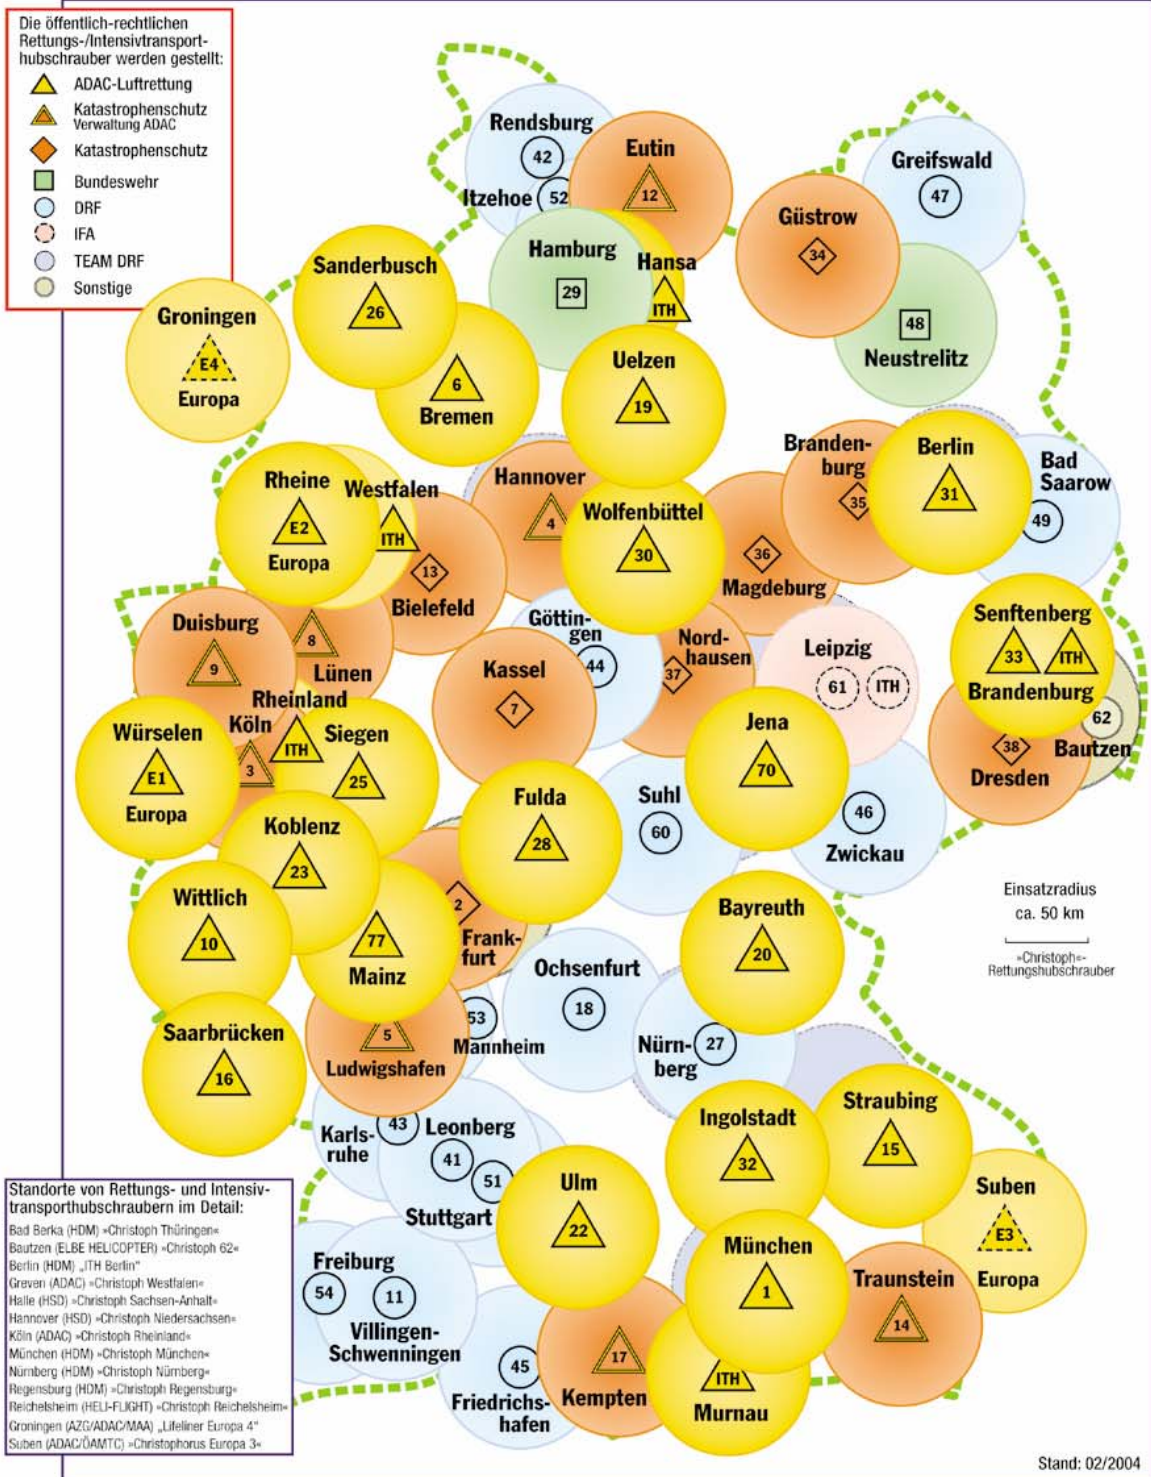 Die öffentlich-rechtlichen
Rettungs-/Intensivtransport-
hubschrauber werden gestellt:
ADAC-Luftrettung
Katastrophenschutz
Verwaltung ADAC
Katastrophenschutz
Bundeswehr
DRF
IFA
TEAM DRF
Sonstige
Rendsburg
42
Itzehoe 52
Eutin
12
Greifswald
47
Güstrow
34
Hamburg
29
Hansa
ITH
48
Neustrelitz
Sanderbusch
26
Groningen
E4
Europa
6
Bremen
Uelzen
19
Rheine
E2
Europa
Westfalen
ITH
13
Bielefeld
Hannover
4
Wolfenbüttel
30
36
Magdeburg
Branden-
burg
35
Berlin
31
Bad
Saarow
49
Duisburg
9
8
Lünen
Göttin-
gen
44
Nord-
hausen
37
Kassel
7
Leipzig
61 ITH
Senftenberg
33 ITH
Brandenburg
62
Bautzen
38
Dresden
Rheinland
ITH
Köln
3
Würselen
E1
Europa
Siegen
25
Jena
70
Koblenz
23
Fulda
28
Suhl
60
46
Zwickau
Wittlich
10
77
Mainz
2
Frank-
furt
Bayreuth
20
Einsatzradius
ca. 50 km
»Christoph«-
Rettungshubschrauber
Ochsenfurt
18
Nürn-
berg
27
53
Mannheim
5
Ludwigshafen
Saarbrücken
16
Karls-
ruhe
43
Leonberg
41
51
Stuttgart
Ingolstadt
32
Straubing
15
Ulm
22
Suben
E3
Europa
München
1
Traunstein
14
Freiburg
54
11
Villingen-
Schwenningen
45
Friedrichs-
hafen
17
Kempten
ITH
Murnau
Standorte von Rettungs- und Intensiv-
transporthubschraubern im Detail:
Bad Berka (HDM) »Christoph Thüringen«
Bautzen (ELBE HELICOPTER) »Christoph 62«
Berlin (HDM) „ITH Berlin"
Greven (ADAC) »Christoph Westfalen«
Halle (HSD) »Christoph Sachsen-Anhalt«
Hannover (HSD) »Christoph Niedersachsen«
Köln (ADAC) »Christoph Rheinland«
München (HDM) »Christoph München«
Nürnberg (HDM) »Christoph Nürnberg«
Regensburg (HDM) »Christoph Regensburg«
Reichelsheim (HELI-FLIGHT) »Christoph Reichelsheim«
Groningen (AZG/ADAC/MAA) „Lifeliner Europa 4"
Suben (ADAC/ÖAMTC) »Christophorus Europa 3«
Stand: 02/2004